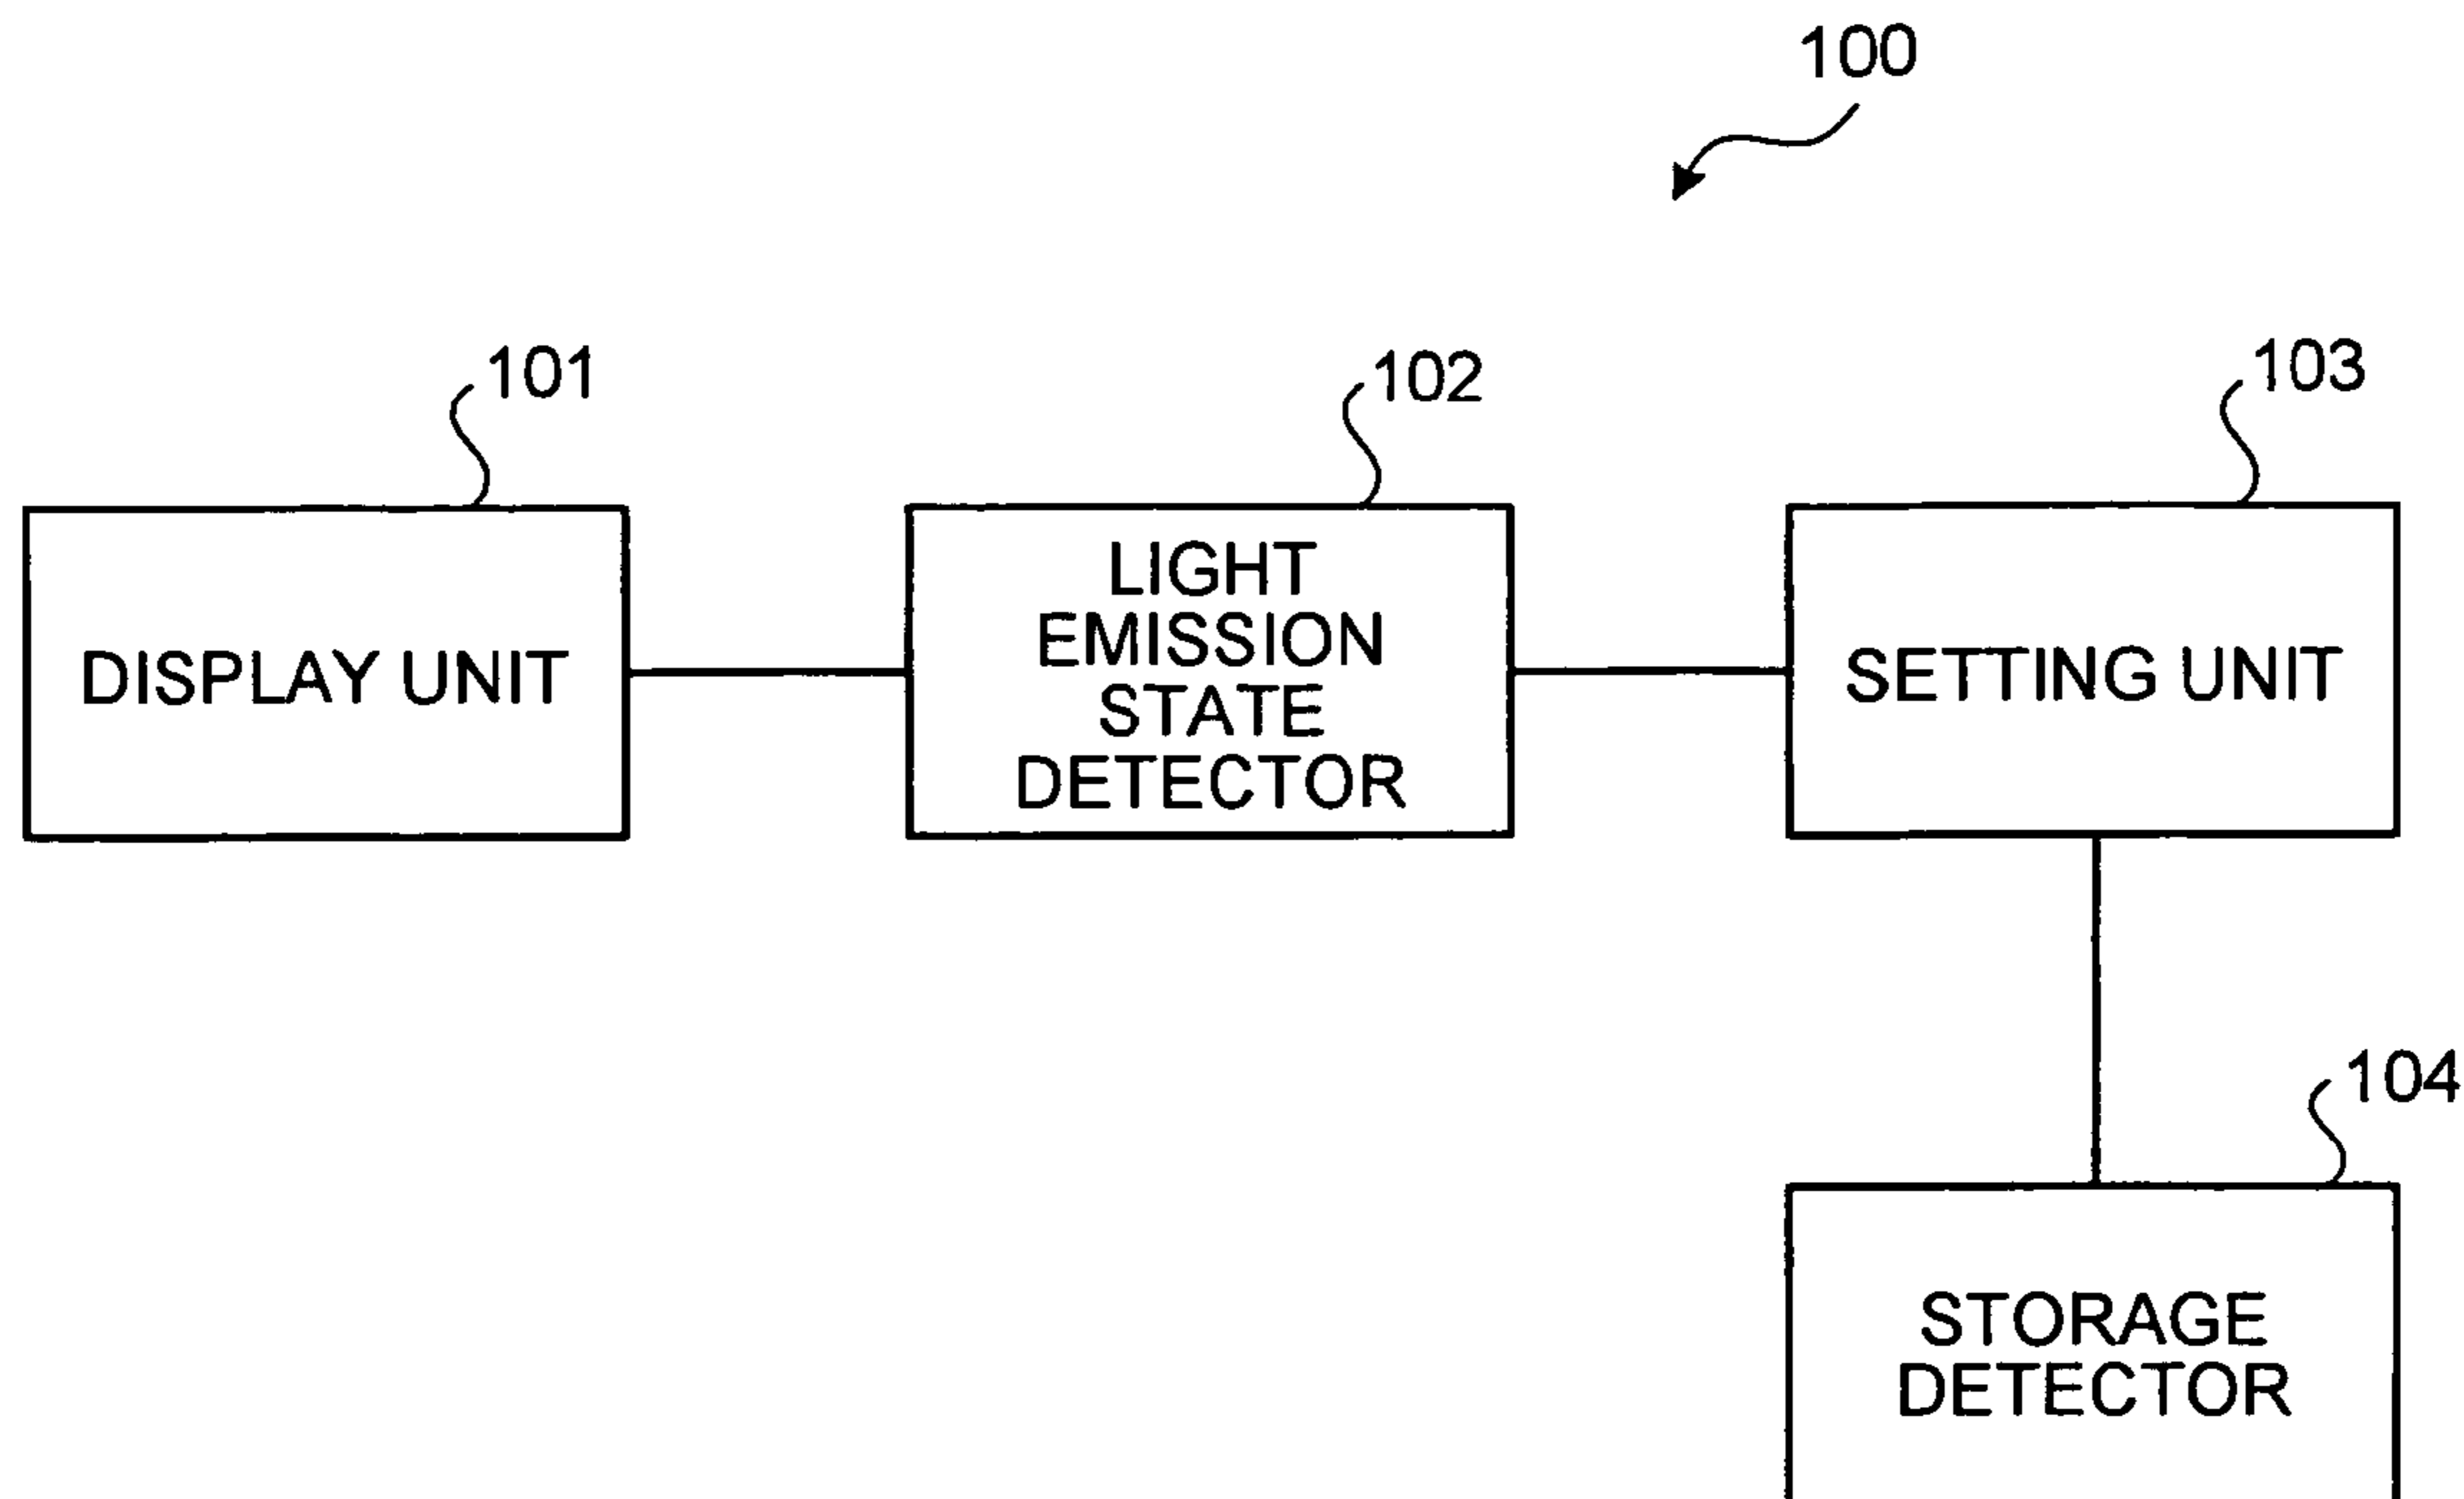 100
101
102
103
DISPLAY UNIT
LIGHT
EMISSION
STATE
DETECTOR
SETTING UNIT
104
STORAGE
DETECTOR